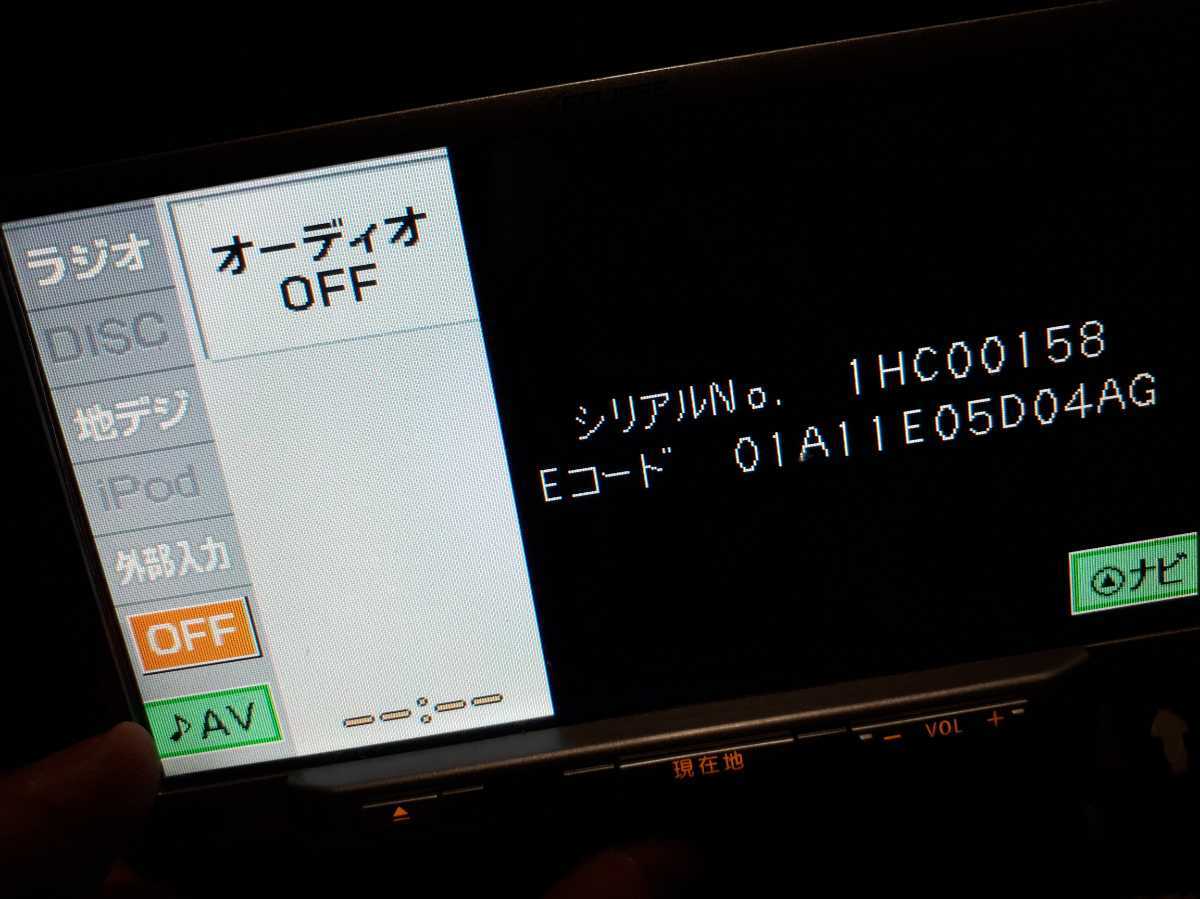 ECLIPSE
ラジオ
DISC
地デジ
iPod
外部入力
OFF
♪AV
オーディオ
OFF
--:--
シリアルNo. 1HC00158
Eコード 01A11E05D04AG
ナビ
現在地
− VOL +